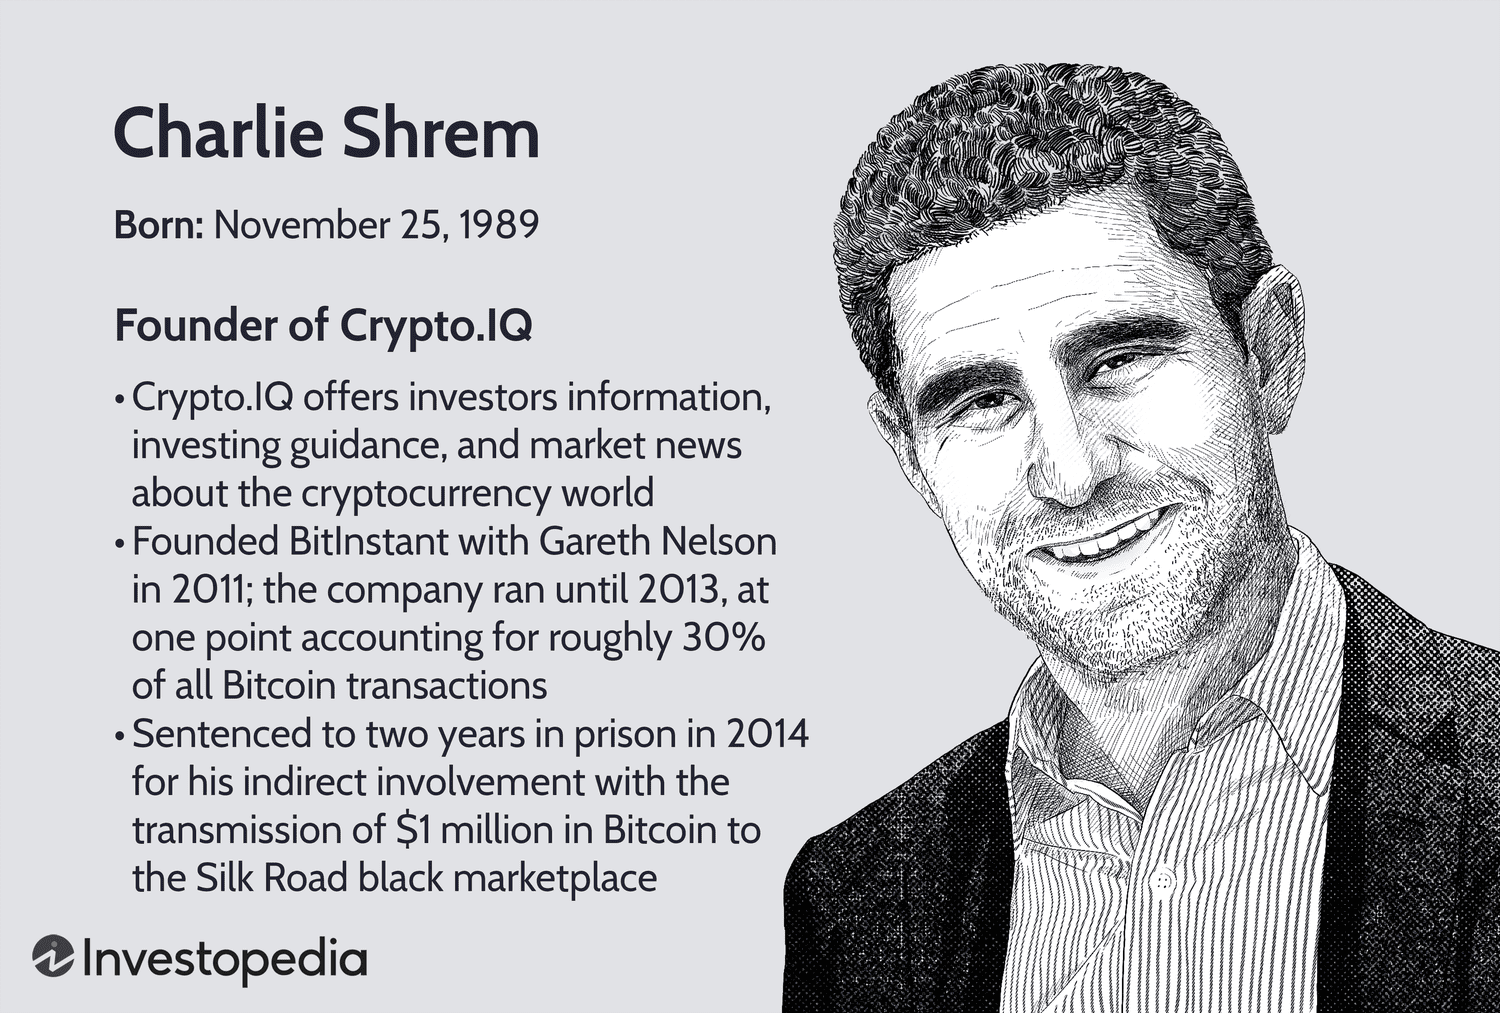 Charlie Shrem
Born: November 25, 1989
Founder of Crypto.IQ
• Crypto.IQ offers investors information,
investing guidance, and market news
about the cryptocurrency world
• Founded BitInstant with Gareth Nelson
in 2011; the company ran until 2013, at
one point accounting for roughly 30%
of all Bitcoin transactions
• Sentenced to two years in prison in 2014
for his indirect involvement with the
transmission of $1 million in Bitcoin to
the Silk Road black marketplace
Investopedia